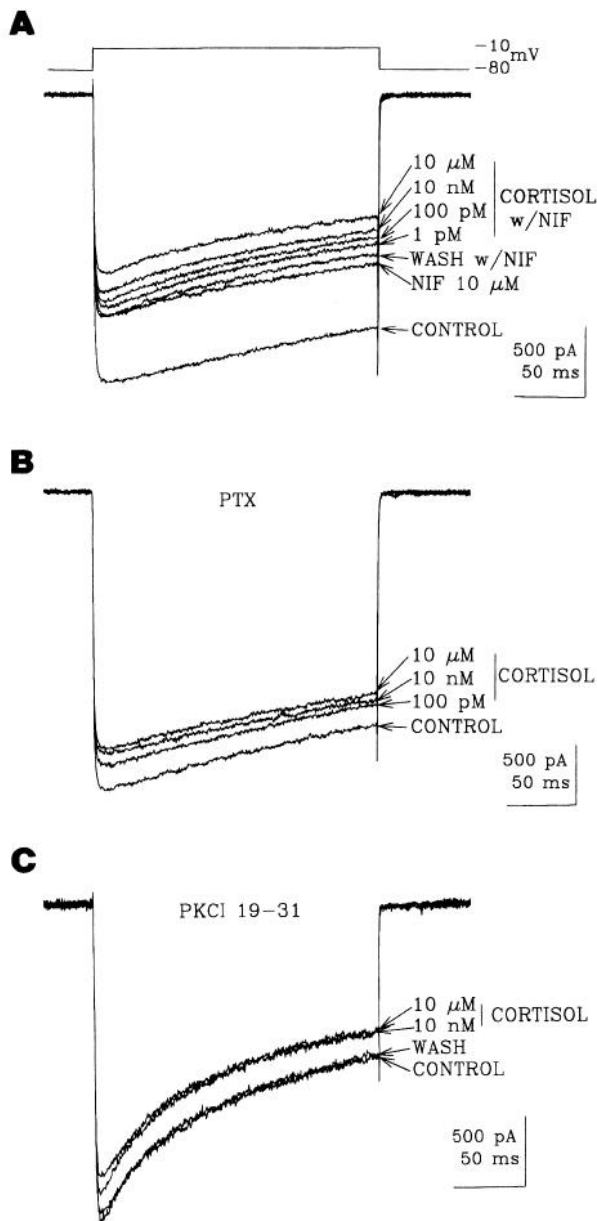 A
−10
mV
−80
10 μM
10 nM
100 pM
1 pM
CORTISOL
w/NIF
WASH w/NIF
NIF 10 μM
CONTROL
500 pA
50 ms
B
PTX
10 μM
10 nM
100 pM
CORTISOL
CONTROL
500 pA
50 ms
C
PKCI 19−31
10 μM
10 nM
CORTISOL
WASH
CONTROL
500 pA
50 ms